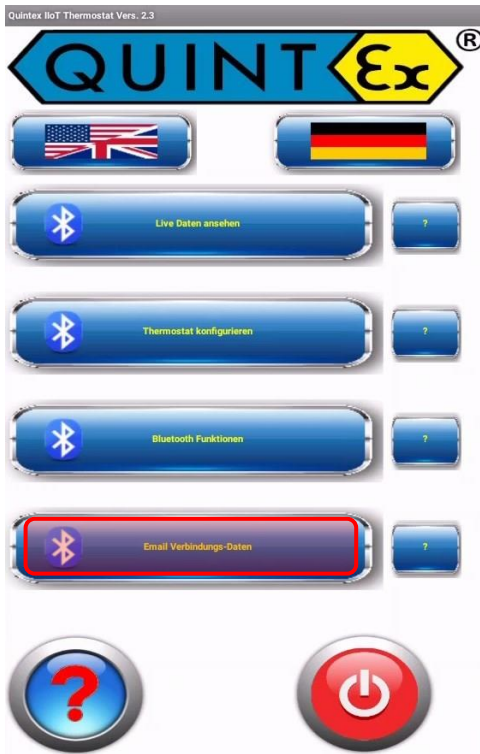 Quintex IIoT Thermostat Vers. 2.3
QUINT Ex ®
Live Daten ansehen
?
Thermostat konfigurieren
?
Bluetooth Funktionen
?
Email Verbindungs-Daten
?
?